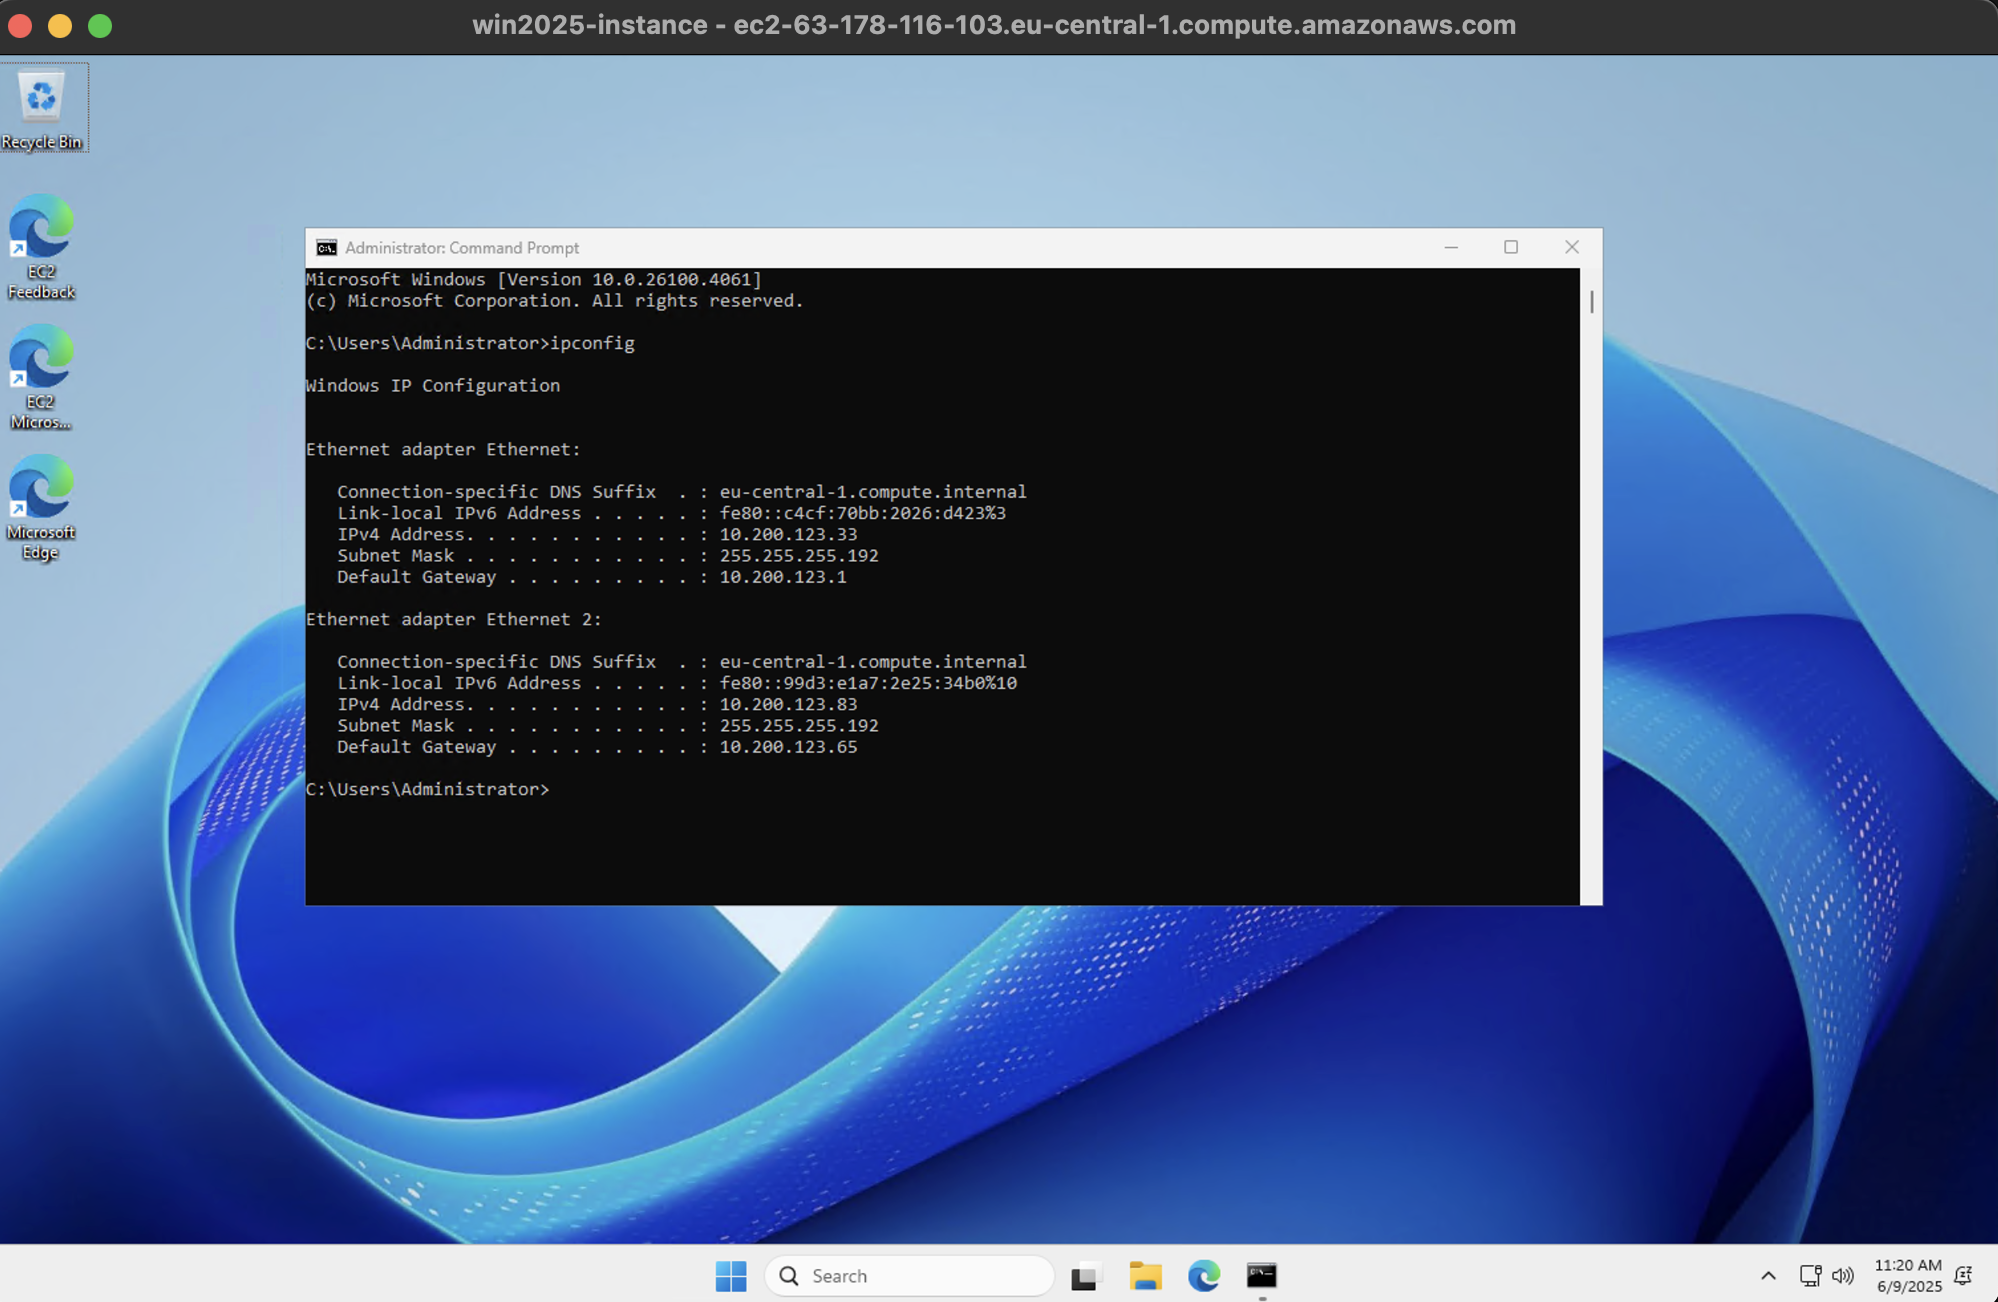 win2025-instance - ec2-63-178-116-103.eu-central-1.compute.amazonaws.com
Recycle Bin
EC2
Feedback
EC2
Micros...
Microsoft
Edge
Administrator: Command Prompt
Microsoft Windows [Version 10.0.26100.4061]
(c) Microsoft Corporation. All rights reserved.
C:\Users\Administrator>ipconfig
Windows IP Configuration
Ethernet adapter Ethernet:
Connection-specific DNS Suffix  . : eu-central-1.compute.internal
Link-local IPv6 Address . . . . . : fe80::c4cf:70bb:2026:d423%3
IPv4 Address. . . . . . . . . . . : 10.200.123.33
Subnet Mask . . . . . . . . . . . : 255.255.255.192
Default Gateway . . . . . . . . . : 10.200.123.1
Ethernet adapter Ethernet 2:
Connection-specific DNS Suffix  . : eu-central-1.compute.internal
Link-local IPv6 Address . . . . . : fe80::99d3:e1a7:2e25:34b0%10
IPv4 Address. . . . . . . . . . . : 10.200.123.83
Subnet Mask . . . . . . . . . . . : 255.255.255.192
Default Gateway . . . . . . . . . : 10.200.123.65
C:\Users\Administrator>
Search
11:20 AM
6/9/2025